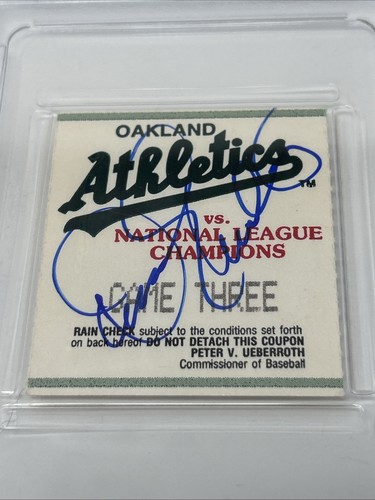 OAKLAND
Athletics TM
vs.
NATIONAL LEAGUE
CHAMPIONS
GAME THREE
RAIN CHECK subject to the conditions set forth
on back hereof DO NOT DETACH THIS COUPON
PETER V. UEBERROTH
Commissioner of Baseball